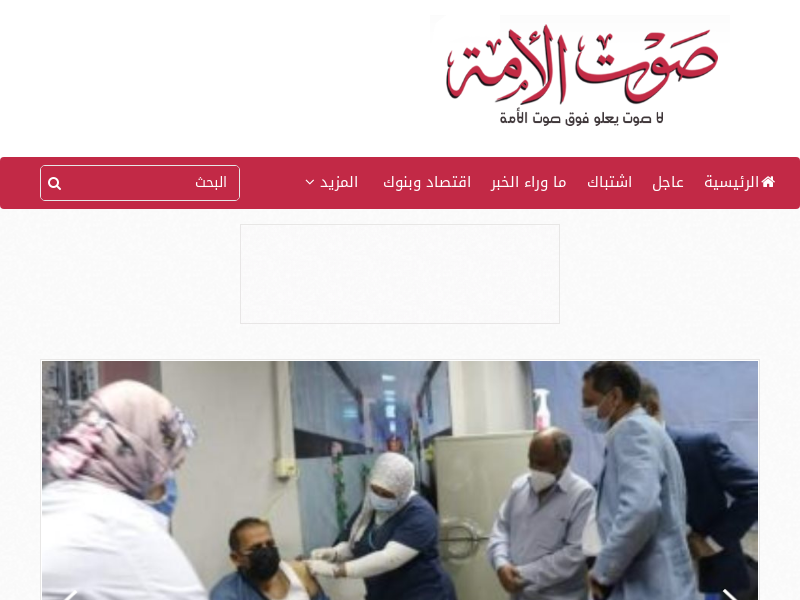 صوت الأمة
لا صوت يعلو فوق صوت الأمة
الرئيسية عاجل اشتباك ما وراء الخبر اقتصاد وبنوك المزيد البحث